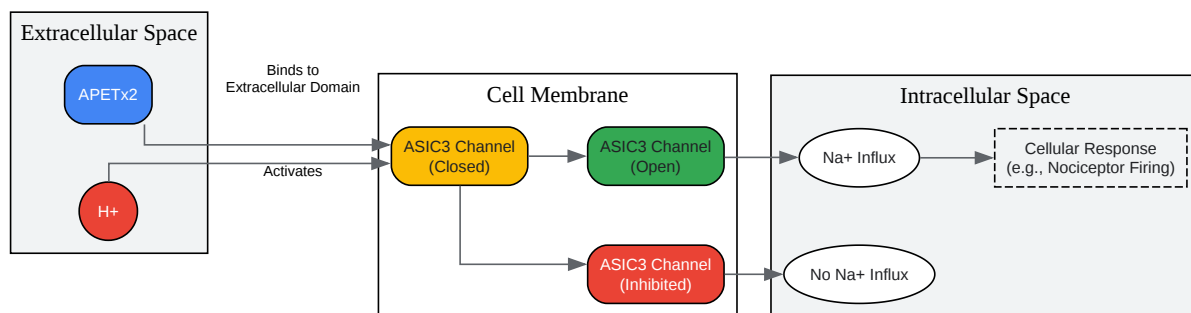 Extracellular Space
APETx2
H+
Binds to
Extracellular Domain
Activates
Cell Membrane
ASIC3 Channel
(Closed)
ASIC3 Channel
(Open)
ASIC3 Channel
(Inhibited)
Intracellular Space
Na+ Influx
Cellular Response
(e.g., Nociceptor Firing)
No Na+ Influx